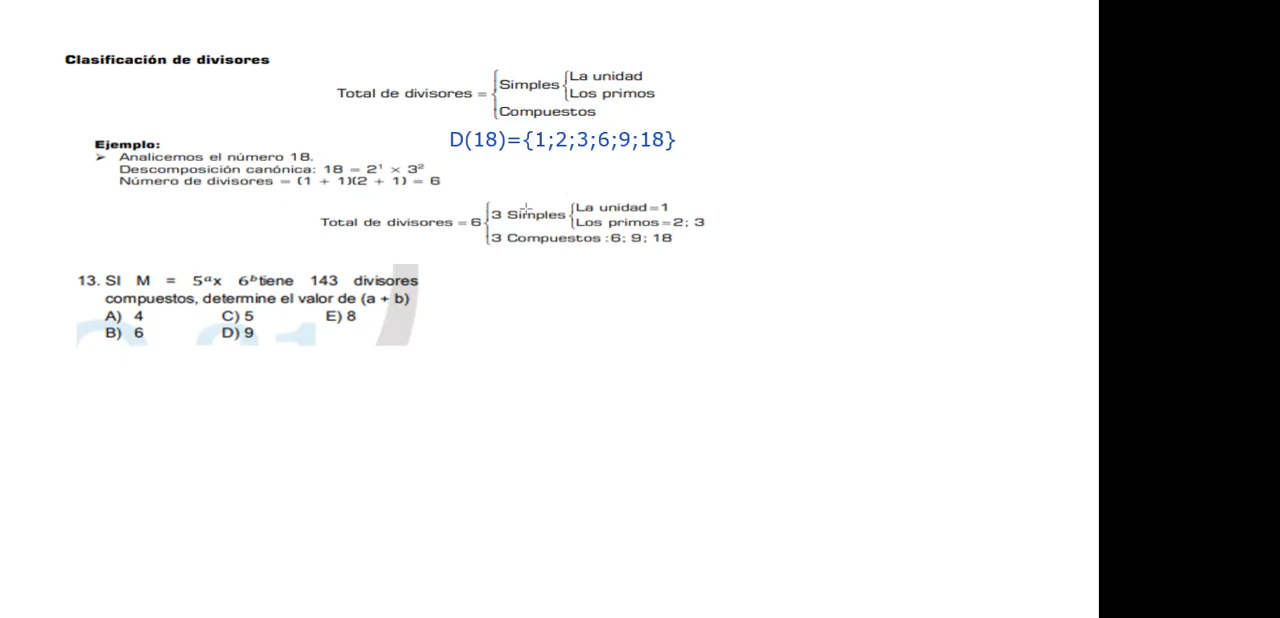 Clasificación de divisores
Total de divisores = { Simples { La unidad
Los primos
Compuestos
Ejemplo:
D(18)={1;2;3;6;9;18}
➢ Analicemos el número 18.
Descomposición canónica: 18 = 2¹ × 3²
Número de divisores = (1 + 1)(2 + 1) = 6
Total de divisores = 6 { 3 Simples { La unidad = 1
Los primos = 2; 3
3 Compuestos : 6; 9; 18
13. SI M = 5ᵃx 6ᵇtiene 143 divisores
compuestos, determine el valor de (a + b)
A) 4 C) 5 E) 8
B) 6 D) 9